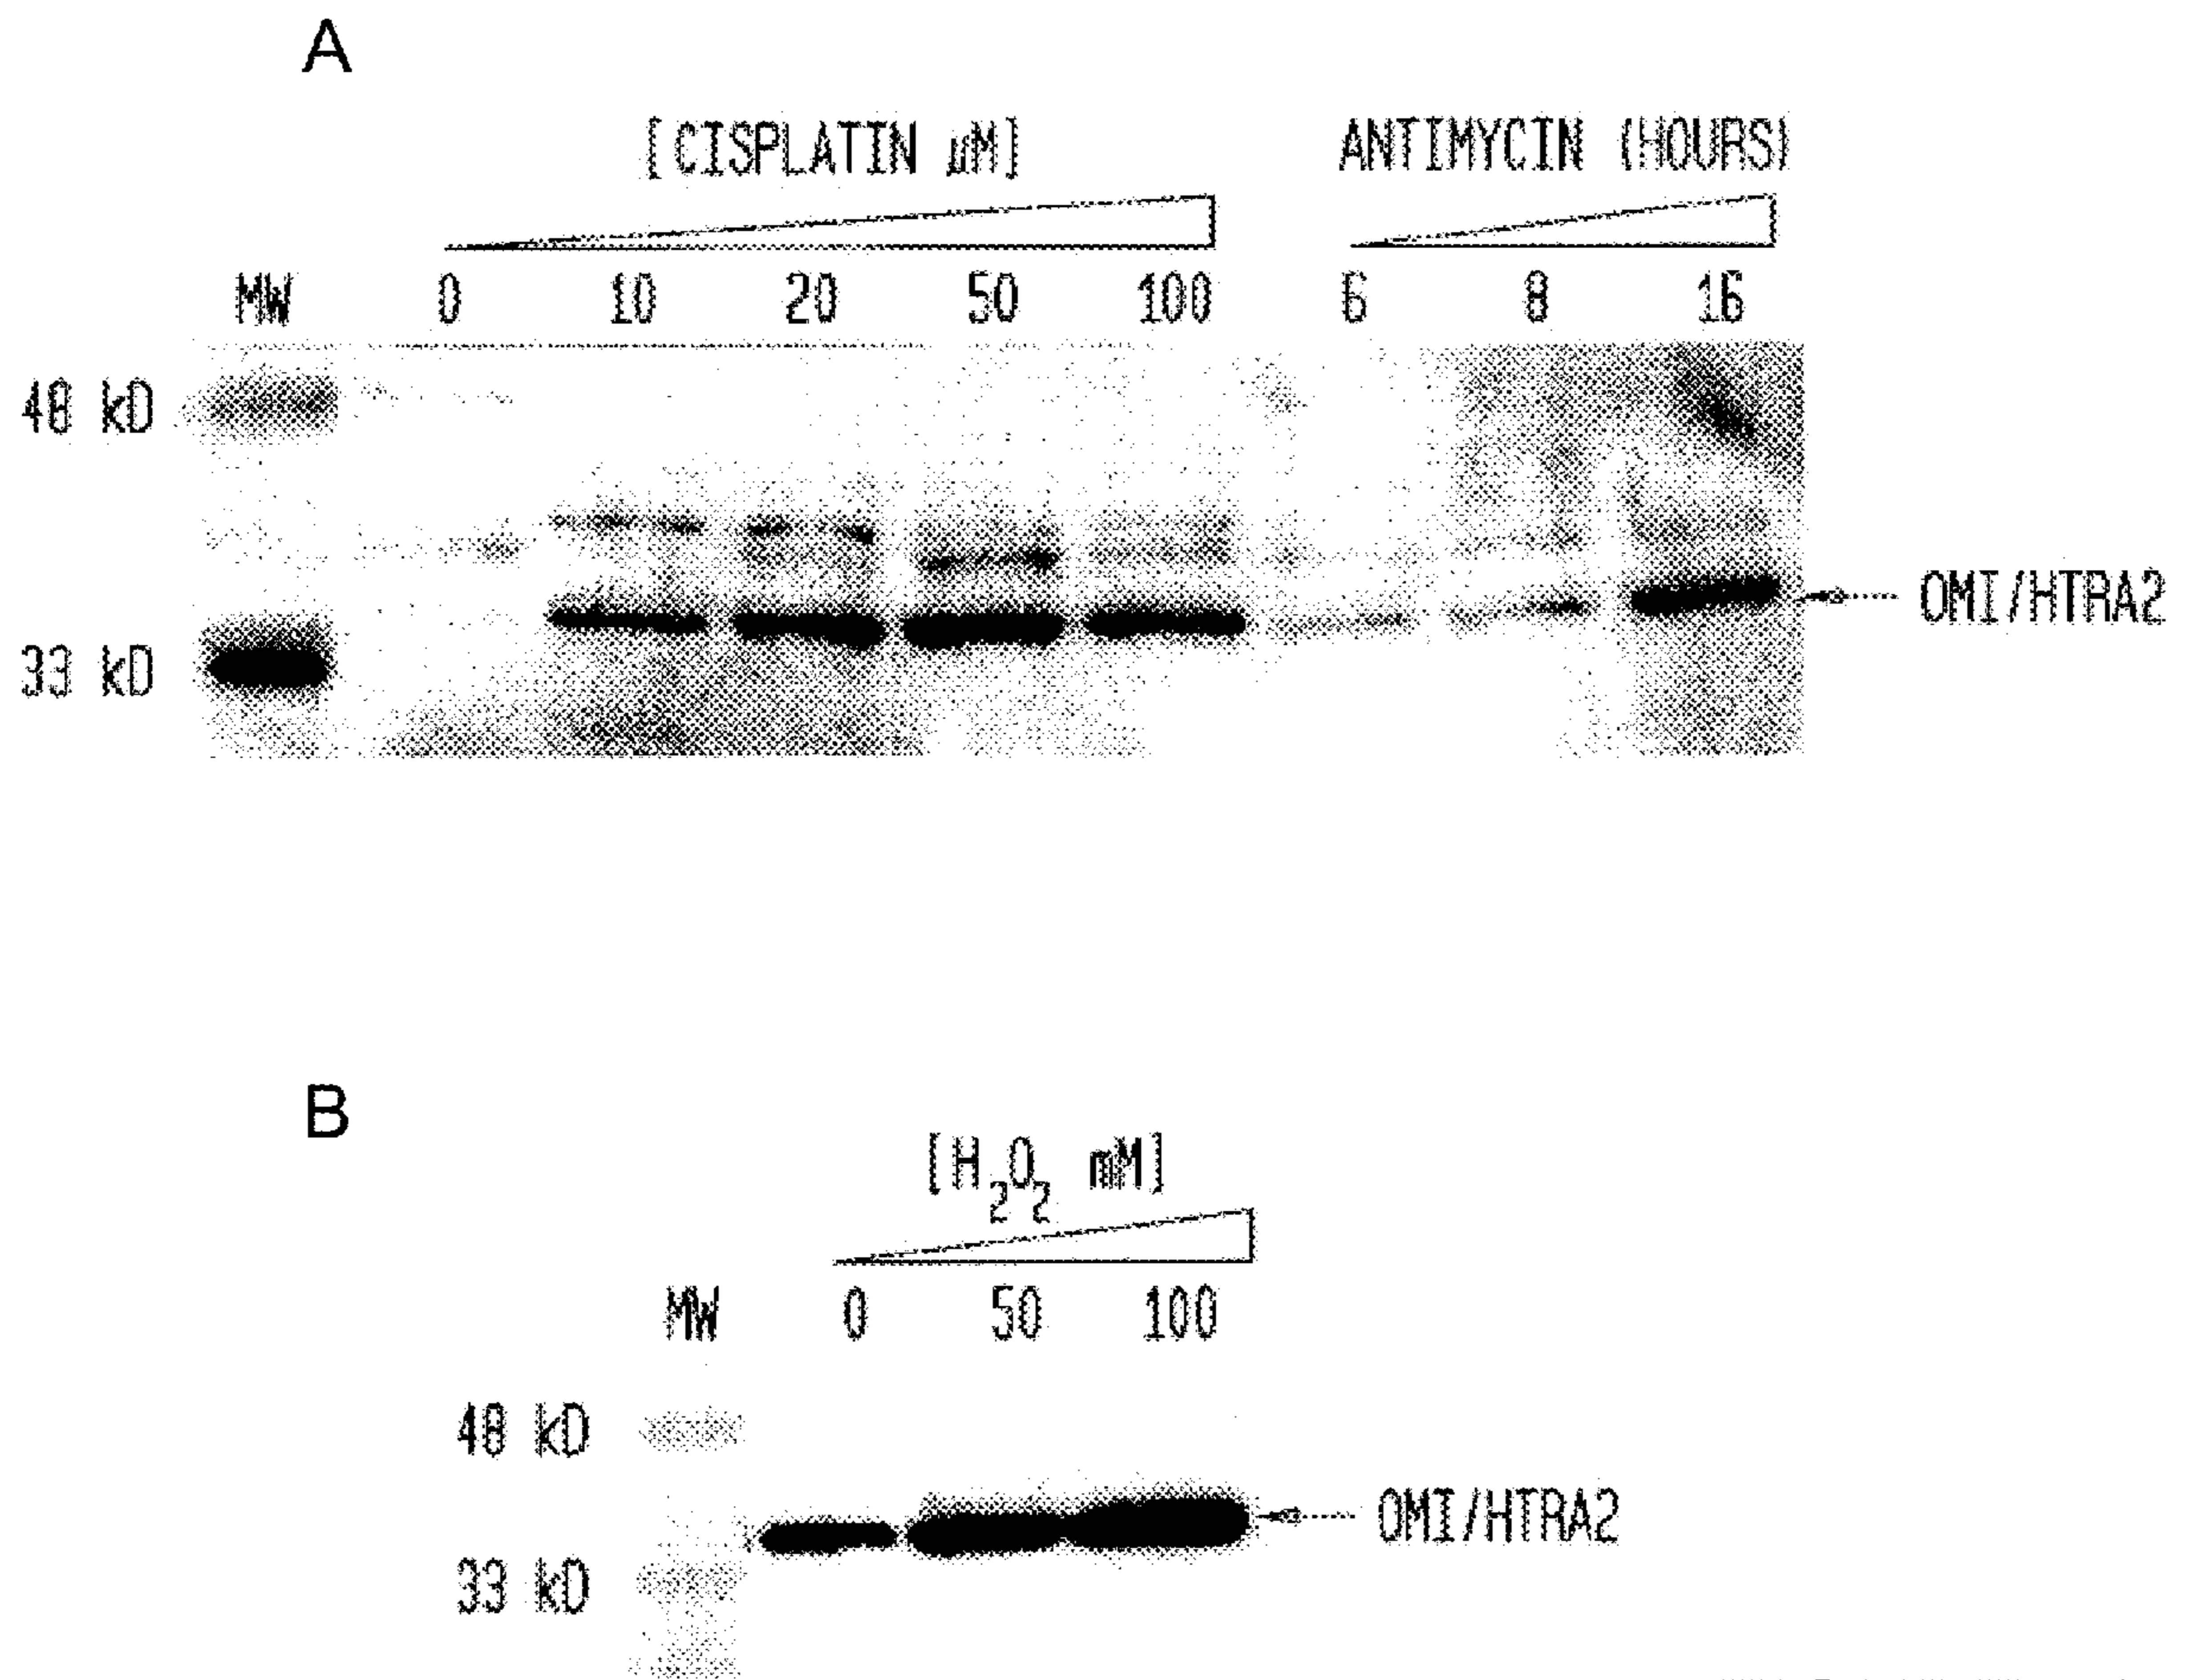 A
[CISPLATIN µM] ANTIMYCIN (HOURS)
MW 0 10 20 50 100 6 8 16
48 kD
OMI/HTRA2
33 kD
B
[H2O2 mM]
MW 0 50 100
48 kD
OMI/HTRA2
33 kD